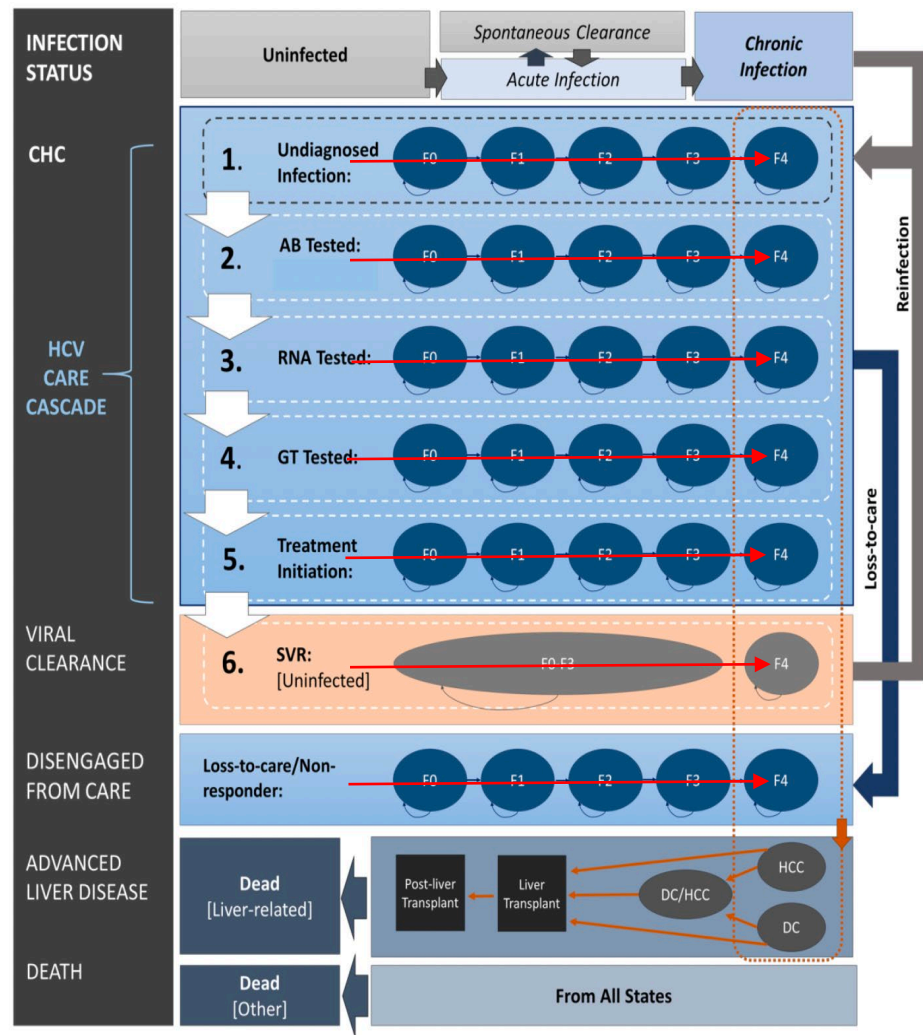 INFECTION
STATUS
Uninfected
Spontaneous Clearance
Acute Infection
Chronic
Infection
CHC
1.
Undiagnosed
Infection:
F0
F1
F2
F3
F4
2.
AB Tested:
F0
F1
F2
F3
F4
HCV
CARE
CASCADE
3.
RNA Tested:
F0
F1
F2
F3
F4
4.
GT Tested:
F0
F1
F2
F3
F4
5.
Treatment
Initiation:
F0
F1
F2
F3
F4
Reinfection
Loss-to-care
VIRAL
CLEARANCE
6.
SVR:
[Uninfected]
F0-F3
F4
DISENGAGED
FROM CARE
Loss-to-care/Non-
responder:
F0
F1
F2
F3
F4
ADVANCED
LIVER DISEASE
Dead
[Liver-related]
Post-liver
Transplant
Liver
Transplant
DC/HCC
HCC
DC
DEATH
Dead
[Other]
From All States